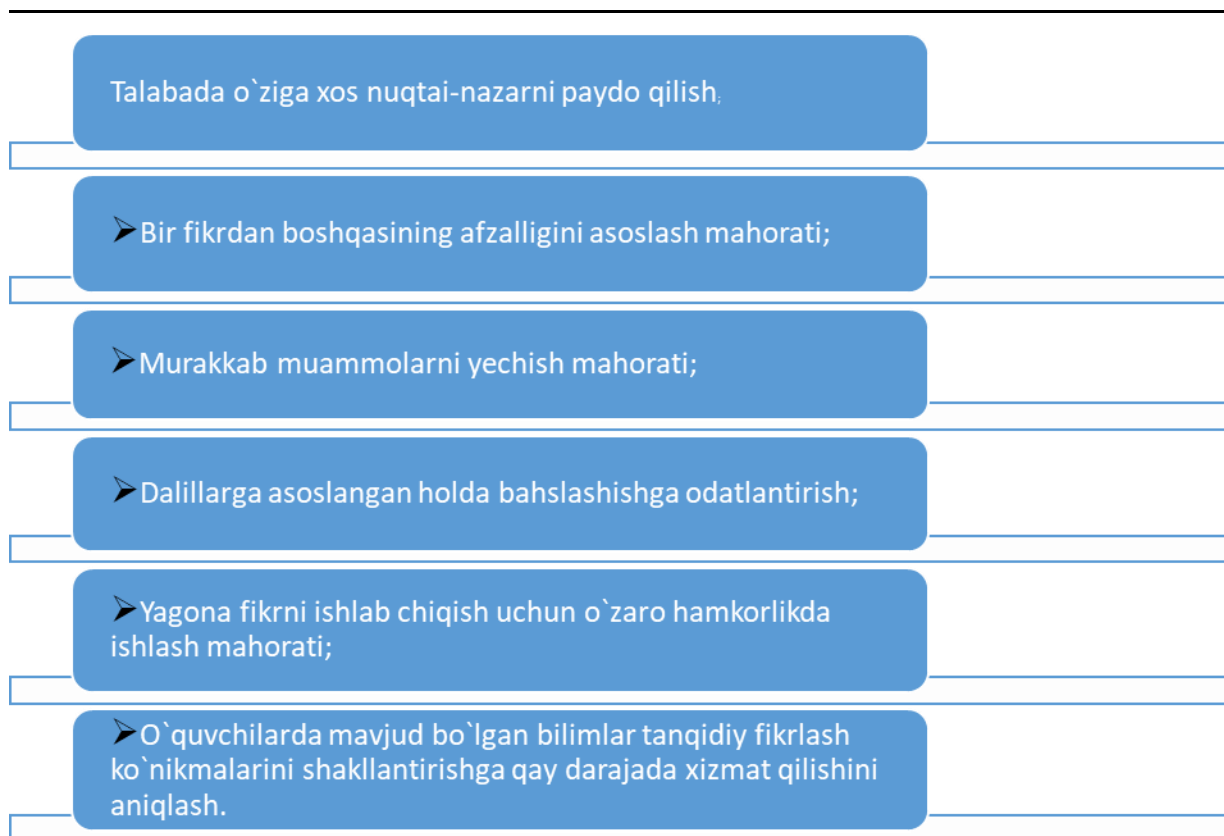 Talabada o`ziga xos nuqtai-nazarni paydo qilish;
➢Bir fikrdan boshqasining afzalligini asoslash mahorati;
➢Murakkab muammolarni yechish mahorati;
➢Dalillarga asoslangan holda bahslashishga odatlantirish;
➢Yagona fikrni ishlab chiqish uchun o`zaro hamkorlikda
ishlash mahorati;
➢O`quvchilarda mavjud bo`lgan bilimlar tanqidiy fikrlash
ko`nikmalarini shakllantirishga qay darajada xizmat qilishini
aniqlash.